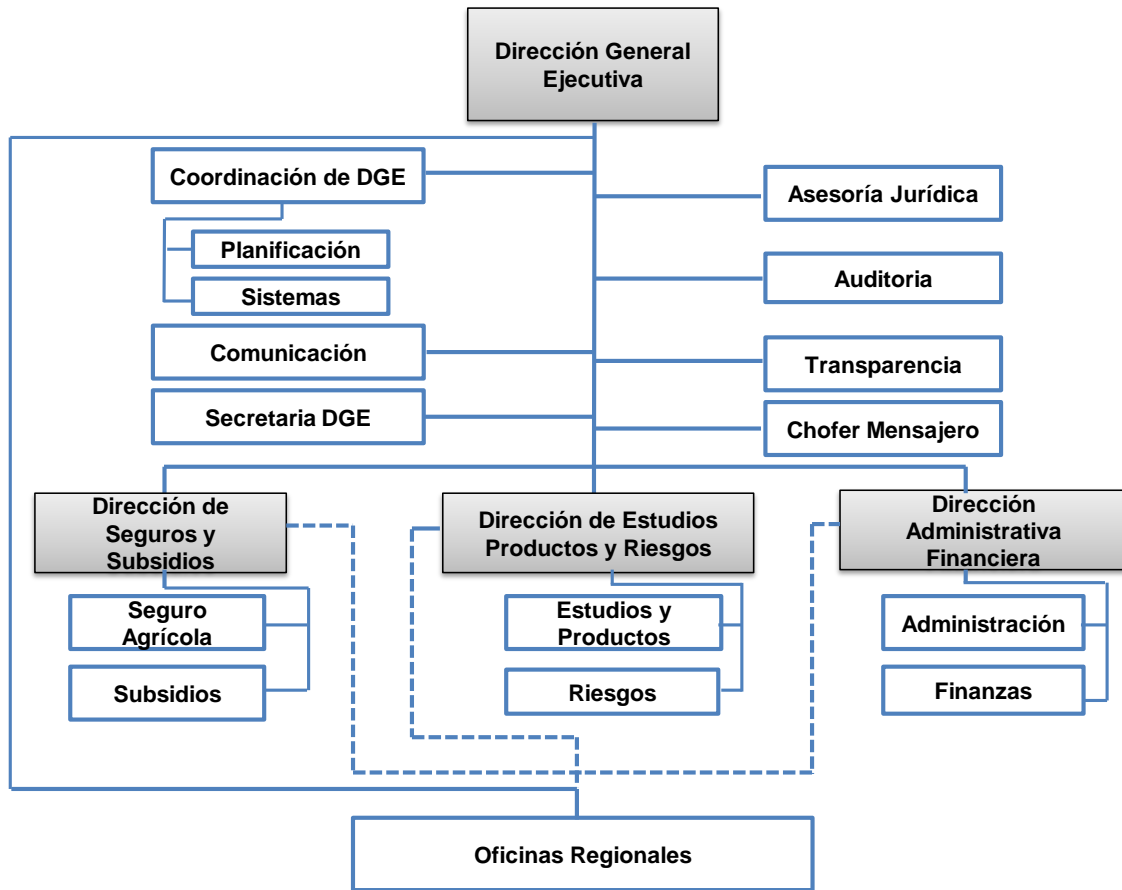 Dirección General
Ejecutiva
Coordinación de DGE
Asesoría Jurídica
Planificación
Sistemas
Auditoria
Comunicación
Transparencia
Secretaria DGE
Chofer Mensajero
Dirección de
Seguros y
Subsidios
Dirección de Estudios
Productos y Riesgos
Dirección
Administrativa
Financiera
Seguro
Agrícola
Estudios y
Productos
Administración
Subsidios
Riesgos
Finanzas
Oficinas Regionales